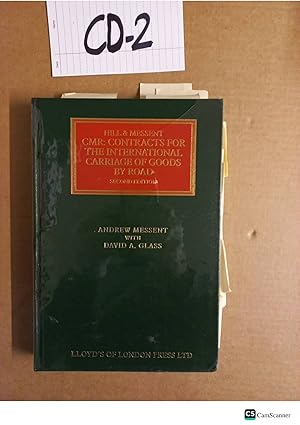 CD-2
HILL & MESSENT
CMR: CONTRACTS FOR
THE INTERNATIONAL
CARRIAGE OF GOODS
BY ROAD
SECOND EDITION
ANDREW MESSENT
WITH
DAVID A. GLASS
LLOYD'S OF LONDON PRESS LTD
CS CamScanner